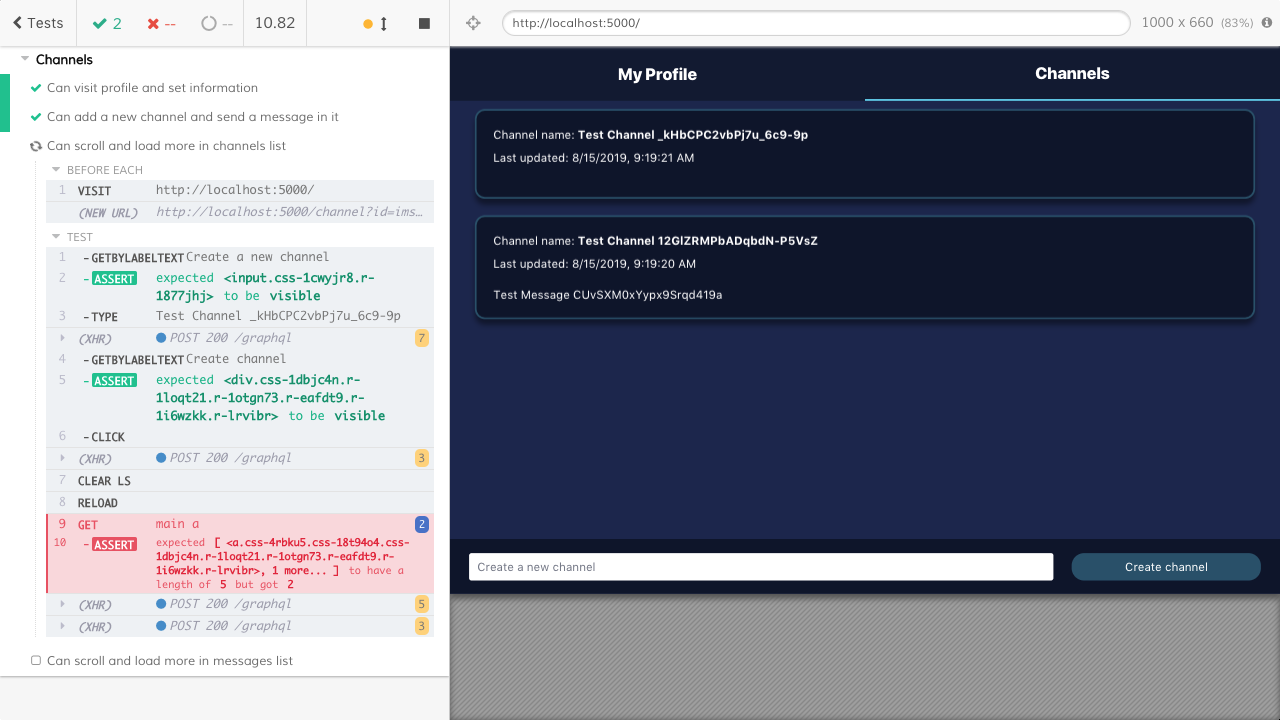 Tests
2
--
--
10.82
http://localhost:5000/
1000 x 660 (83%)
Channels
Can visit profile and set information
Can add a new channel and send a message in it
Can scroll and load more in channels list
BEFORE EACH
1 VISIT http://localhost:5000/
(NEW URL) http://localhost:5000/channel?id=ims…
TEST
1 -GETBYLABELTEXT Create a new channel
2 -ASSERT expected <input.css-1cwyjr8.r-
1877jhj> to be visible
3 -TYPE Test Channel _kHbCPC2vbPj7u_6c9-9p
(XHR) POST 200 /graphql 7
4 -GETBYLABELTEXT Create channel
5 -ASSERT expected <div.css-1dbjc4n.r-
1loqt21.r-1otgn73.r-eafdt9.r-
1i6wzkk.r-lrvibr> to be visible
6 -CLICK
(XHR) POST 200 /graphql 3
7 CLEAR LS
8 RELOAD
9 GET main a 2
10 -ASSERT expected [ <a.css-4rbku5.css-18t94o4.css-
1dbjc4n.r-1loqt21.r-1otgn73.r-eafdt9.r-
1i6wzkk.r-lrvibr>, 1 more... ] to have a
length of 5 but got 2
(XHR) POST 200 /graphql 5
(XHR) POST 200 /graphql 3
Can scroll and load more in messages list
My Profile
Channels
Channel name: Test Channel _kHbCPC2vbPj7u_6c9-9p
Last updated: 8/15/2019, 9:19:21 AM
Channel name: Test Channel 12GlZRMPbADqbdN-P5VsZ
Last updated: 8/15/2019, 9:19:20 AM
Test Message CUvSXM0xYypx9Srqd419a
Create a new channel
Create channel